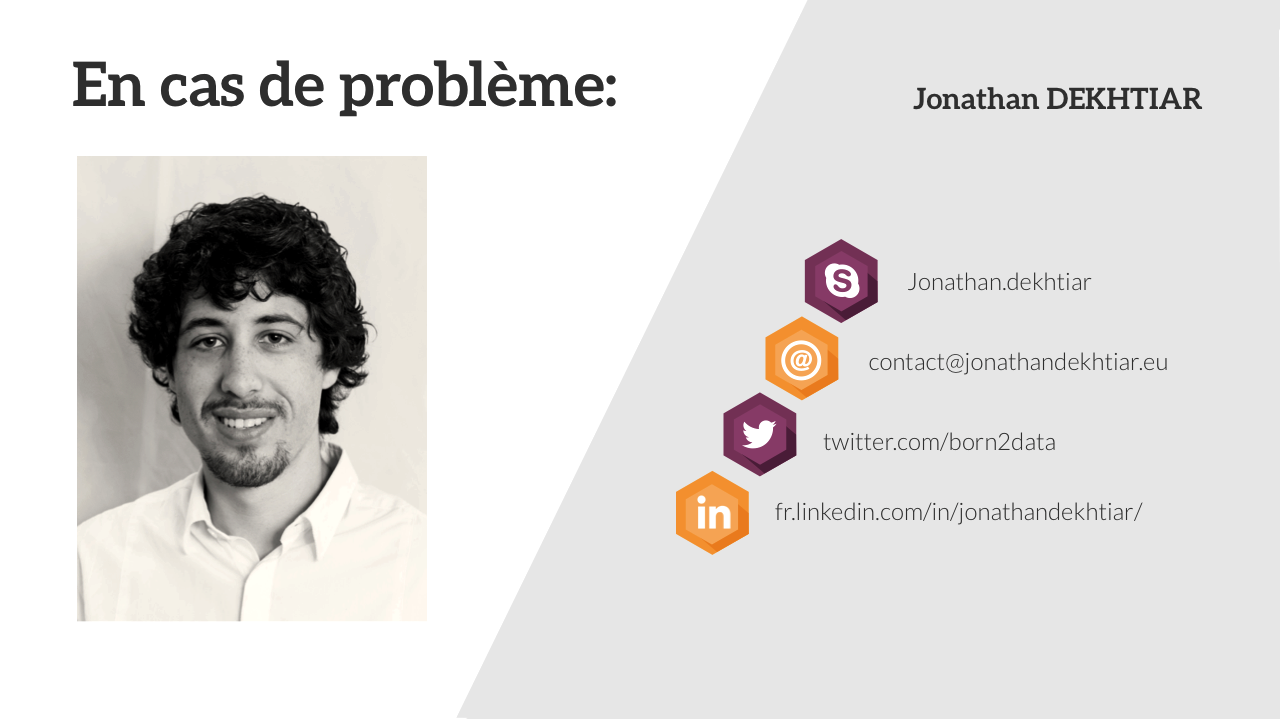 En cas de problème:
Jonathan DEKHTIAR
Jonathan.dekhtiar
contact@jonathandekhtiar.eu
twitter.com/born2data
fr.linkedin.com/in/jonathandekhtiar/